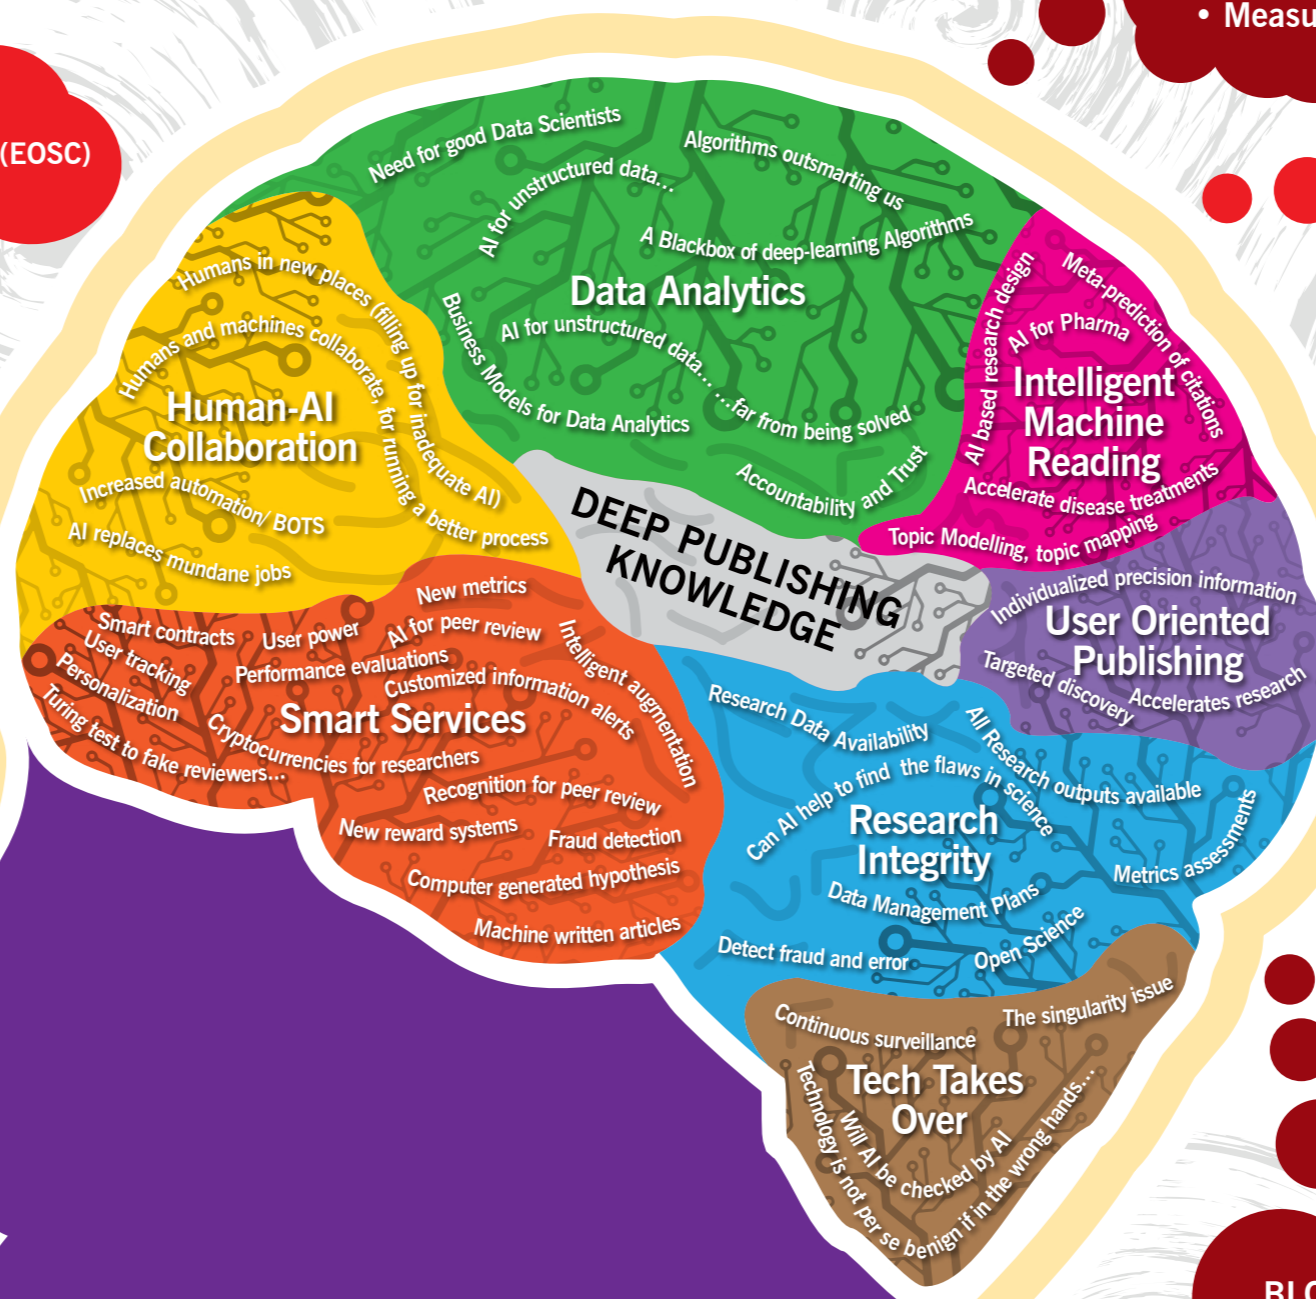 • Measu
(EOSC)
Need for good Data Scientists
AI for unstructured data...
Algorithms outsmarting us
A Blackbox of deep-learning Algorithms
Data Analytics
AI for unstructured data... ...far from being solved
Business Models for Data Analytics
Accountability and Trust
Humans in new places (filling up for inadequate AI)
Humans and machines collaborate, for running a better process
Human-AI
Collaboration
Increased automation/ BOTS
AI replaces mundane jobs
AI based research design
Meta-prediction of citations
AI for Pharma
Intelligent
Machine
Reading
Accelerate disease treatments
Topic Modelling, topic mapping
DEEP PUBLISHING
KNOWLEDGE
Individualized precision information
User Oriented
Publishing
Targeted discovery
Accelerates research
New metrics
Smart contracts
User power
AI for peer review
User tracking
Performance evaluations
Personalization
Customized information alerts
Intelligent augmentation
Smart Services
Turing test to fake reviewers...
Cryptocurrencies for researchers
Recognition for peer review
New reward systems
Fraud detection
Computer generated hypothesis
Machine written articles
Research Data Availability
All Research outputs available
Can AI help to find the flaws in science
Research
Integrity
Metrics assessments
Data Management Plans
Open Science
Detect fraud and error
Continuous surveillance
The singularity issue
Tech Takes
Over
Will AI be checked by AI
Technology is not per se benign if in the wrong hands...
BLO